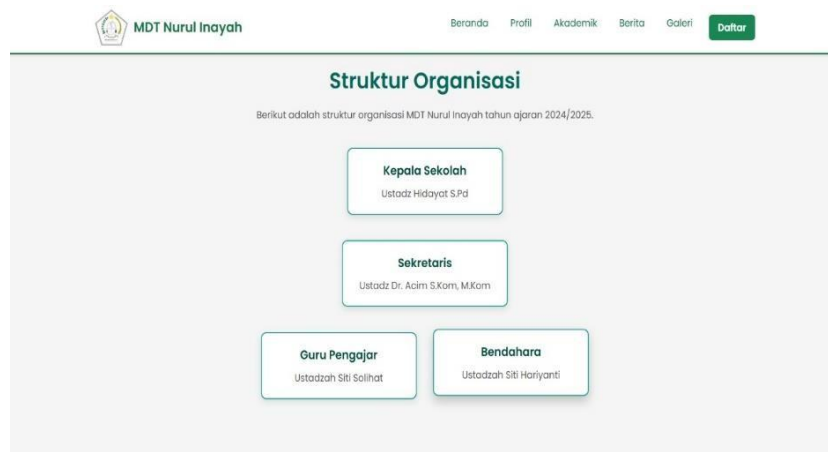 MDT Nurul Inayah
Beranda Profil Akademik Berita Galeri Daftar
Struktur Organisasi
Berikut adalah struktur organisasi MDT Nurul Inayah tahun ajaran 2024/2025.
Kepala Sekolah
Ustadz Hidayat S.Pd
Sekretaris
Ustadz Dr. Acim S.Kom, M.Kom
Guru Pengajar
Ustadzah Siti Solihat
Bendahara
Ustadzah Siti Hariyanti